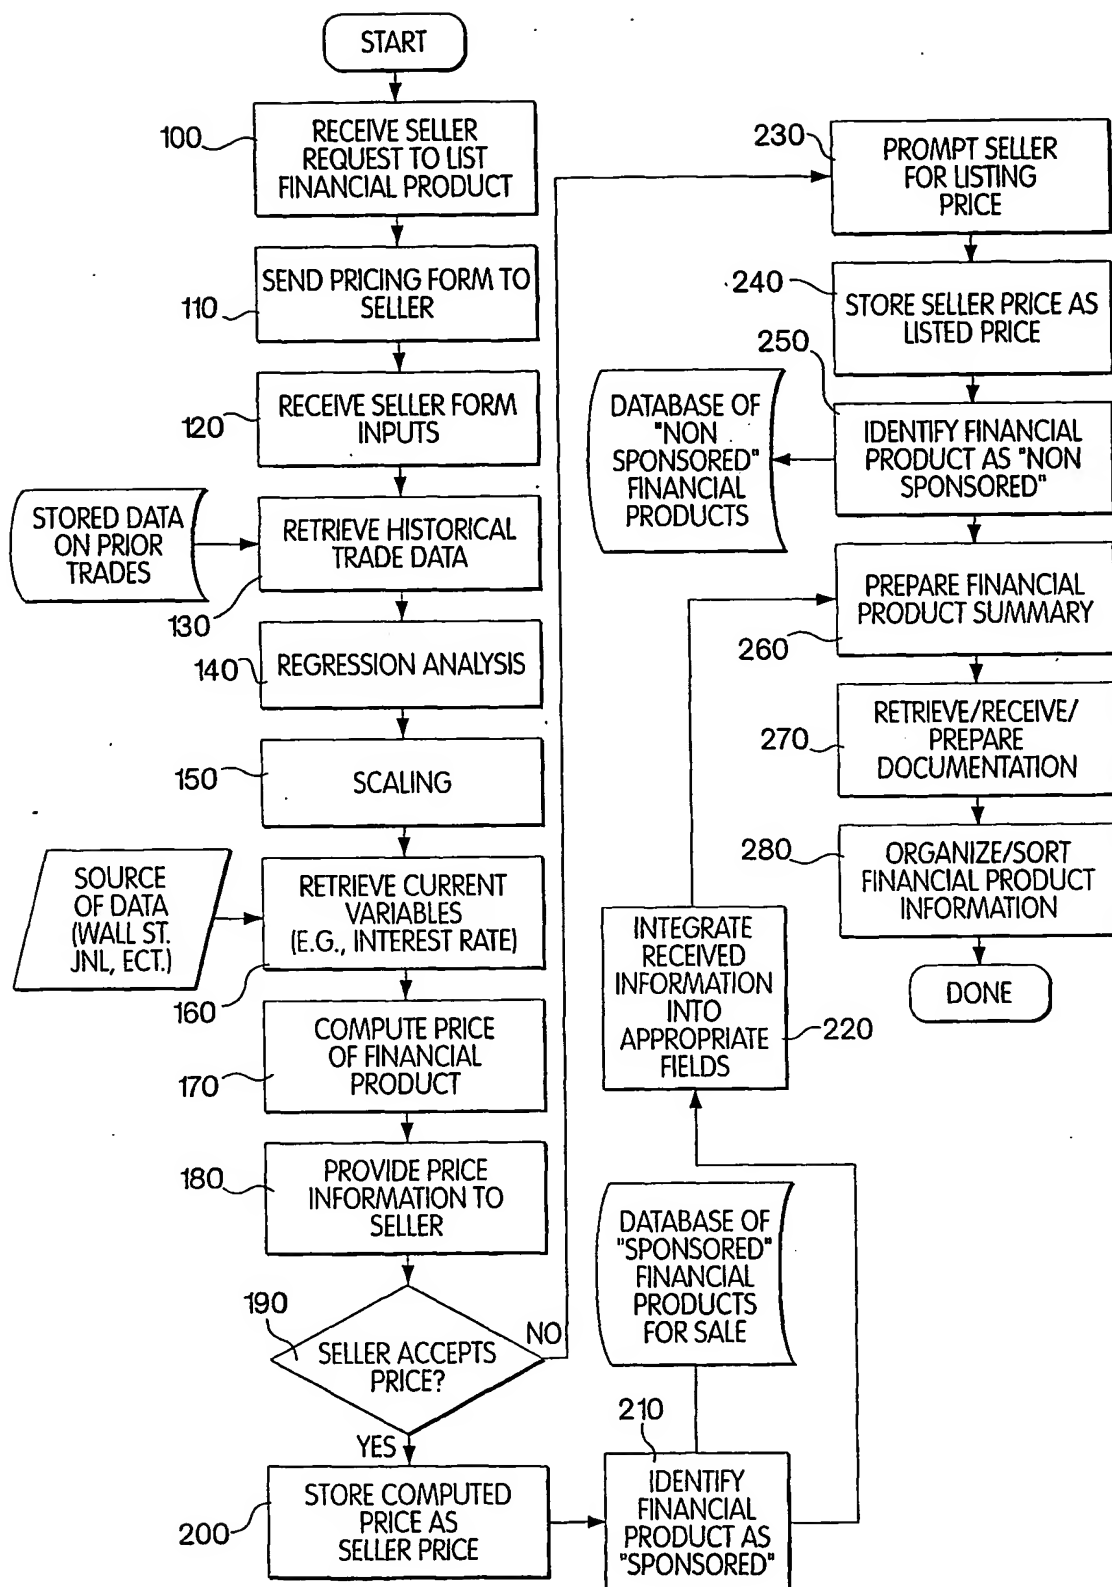 START
100
RECEIVE SELLER
REQUEST TO LIST
FINANCIAL PRODUCT
110
SEND PRICING FORM TO
SELLER
120
RECEIVE SELLER FORM
INPUTS
STORED DATA
ON PRIOR
TRADES
RETRIEVE HISTORICAL
TRADE DATA
130
140
REGRESSION ANALYSIS
150
SCALING
SOURCE
OF DATA
(WALL ST.
JNL, ECT.)
RETRIEVE CURRENT
VARIABLES
(E.G., INTEREST RATE)
160
170
COMPUTE PRICE
OF FINANCIAL
PRODUCT
180
PROVIDE PRICE
INFORMATION TO
SELLER
190
SELLER ACCEPTS
PRICE?
NO
YES
200
STORE COMPUTED
PRICE AS
SELLER PRICE
210
IDENTIFY
FINANCIAL
PRODUCT AS
"SPONSORED"
DATABASE OF
"SPONSORED"
FINANCIAL
PRODUCTS
FOR SALE
INTEGRATE
RECEIVED
INFORMATION
INTO
APPROPRIATE
FIELDS
220
230
PROMPT SELLER
FOR LISTING
PRICE
240
STORE SELLER PRICE AS
LISTED PRICE
250
IDENTIFY FINANCIAL
PRODUCT AS "NON
SPONSORED"
DATABASE OF
"NON
SPONSORED"
FINANCIAL
PRODUCTS
PREPARE FINANCIAL
PRODUCT SUMMARY
260
270
RETRIEVE/RECEIVE/
PREPARE
DOCUMENTATION
280
ORGANIZE/SORT
FINANCIAL PRODUCT
INFORMATION
DONE